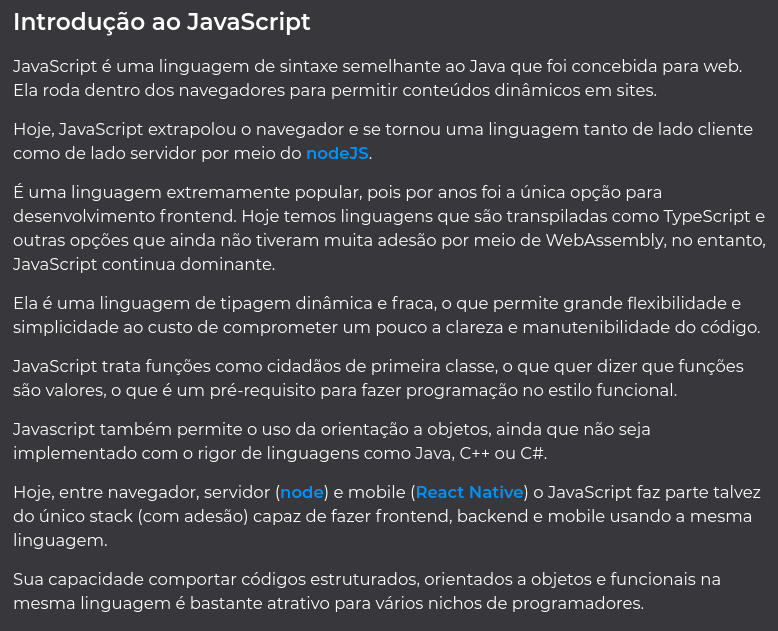 Introdução ao JavaScript
JavaScript é uma linguagem de sintaxe semelhante ao Java que foi concebida para web.
Ela roda dentro dos navegadores para permitir conteúdos dinâmicos em sites.
Hoje, JavaScript extrapolou o navegador e se tornou uma linguagem tanto de lado cliente
como de lado servidor por meio do nodeJS.
É uma linguagem extremamente popular, pois por anos foi a única opção para
desenvolvimento frontend. Hoje temos linguagens que são transpiladas como TypeScript e
outras opções que ainda não tiveram muita adesão por meio de WebAssembly, no entanto,
JavaScript continua dominante.
Ela é uma linguagem de tipagem dinâmica e fraca, o que permite grande flexibilidade e
simplicidade ao custo de comprometer um pouco a clareza e manutenibilidade do código.
JavaScript trata funções como cidadãos de primeira classe, o que quer dizer que funções
são valores, o que é um pré-requisito para fazer programação no estilo funcional.
Javascript também permite o uso da orientação a objetos, ainda que não seja
implementado com o rigor de linguagens como Java, C++ ou C#.
Hoje, entre navegador, servidor (node) e mobile (React Native) o JavaScript faz parte talvez
do único stack (com adesão) capaz de fazer frontend, backend e mobile usando a mesma
linguagem.
Sua capacidade comportar códigos estruturados, orientados a objetos e funcionais na
mesma linguagem é bastante atrativo para vários nichos de programadores.